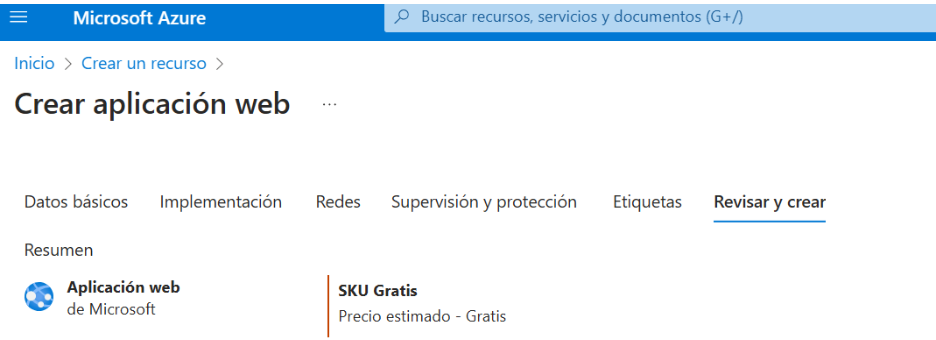 Microsoft Azure
Buscar recursos, servicios y documentos (G+/)
Inicio > Crear un recurso >
Crear aplicación web ...
Datos básicos Implementación Redes Supervisión y protección Etiquetas Revisar y crear
Resumen
Aplicación web
de Microsoft
SKU Gratis
Precio estimado - Gratis